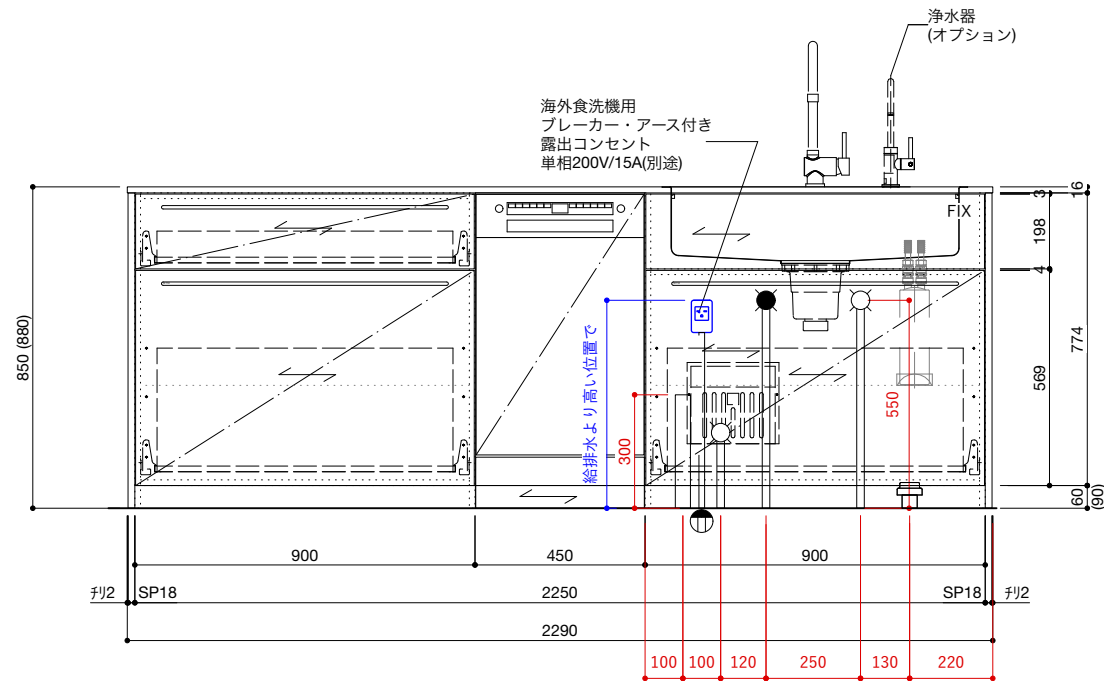 浄水器
(オプション)
海外食洗機用
ブレーカー・アース付き
露出コンセント
単相200V/15A(別途)
FIX
16
3
198
4
774
569
60
(90)
850 (880)
給排水より高い位置で
300
550
900
450
900
チリ2
SP18
2250
SP18
チリ2
2290
100
100
120
250
130
220